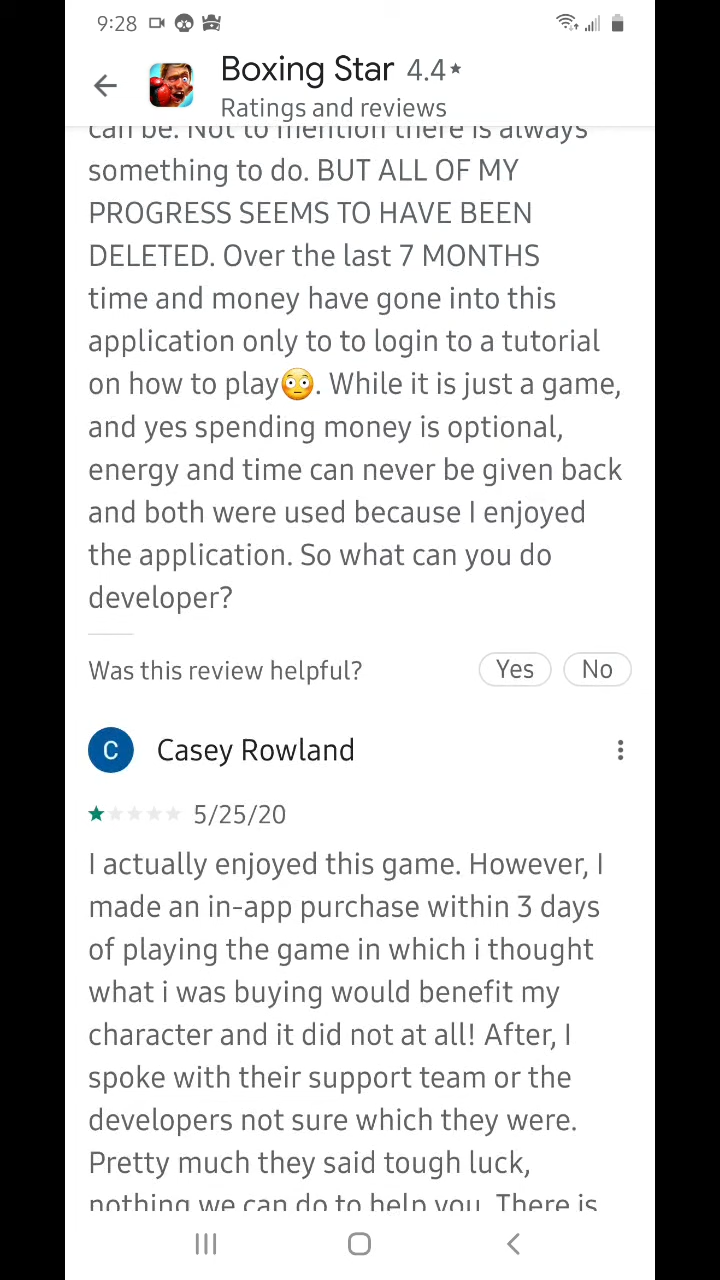 9:28
Boxing Star 4.4★
Ratings and reviews
can be. Not to mention there is always
something to do. BUT ALL OF MY
PROGRESS SEEMS TO HAVE BEEN
DELETED. Over the last 7 MONTHS
time and money have gone into this
application only to to login to a tutorial
on how to play😳. While it is just a game,
and yes spending money is optional,
energy and time can never be given back
and both were used because I enjoyed
the application. So what can you do
developer?
Was this review helpful? Yes No
C Casey Rowland
5/25/20
I actually enjoyed this game. However, I
made an in-app purchase within 3 days
of playing the game in which i thought
what i was buying would benefit my
character and it did not at all! After, I
spoke with their support team or the
developers not sure which they were.
Pretty much they said tough luck,
nothing we can do to help you. There is